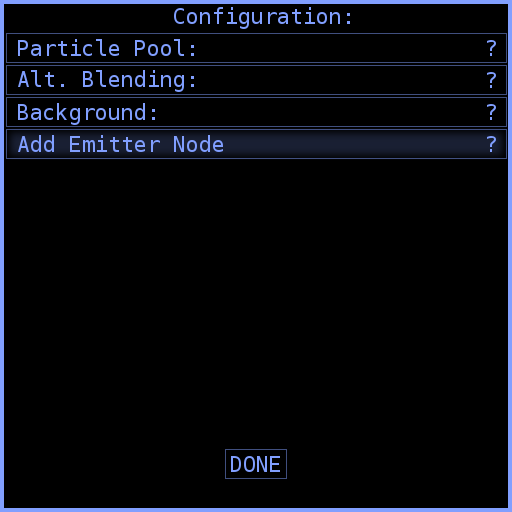 Configuration:
Particle Pool: ?
Alt. Blending: ?
Background: ?
Add Emitter Node ?
DONE